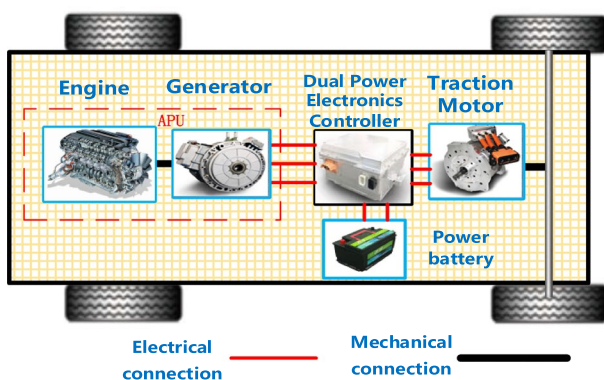 Engine
Generator
Dual Power
Electronics
Controller
Traction
Motor
APU
Power
battery
Electrical
connection
Mechanical
connection